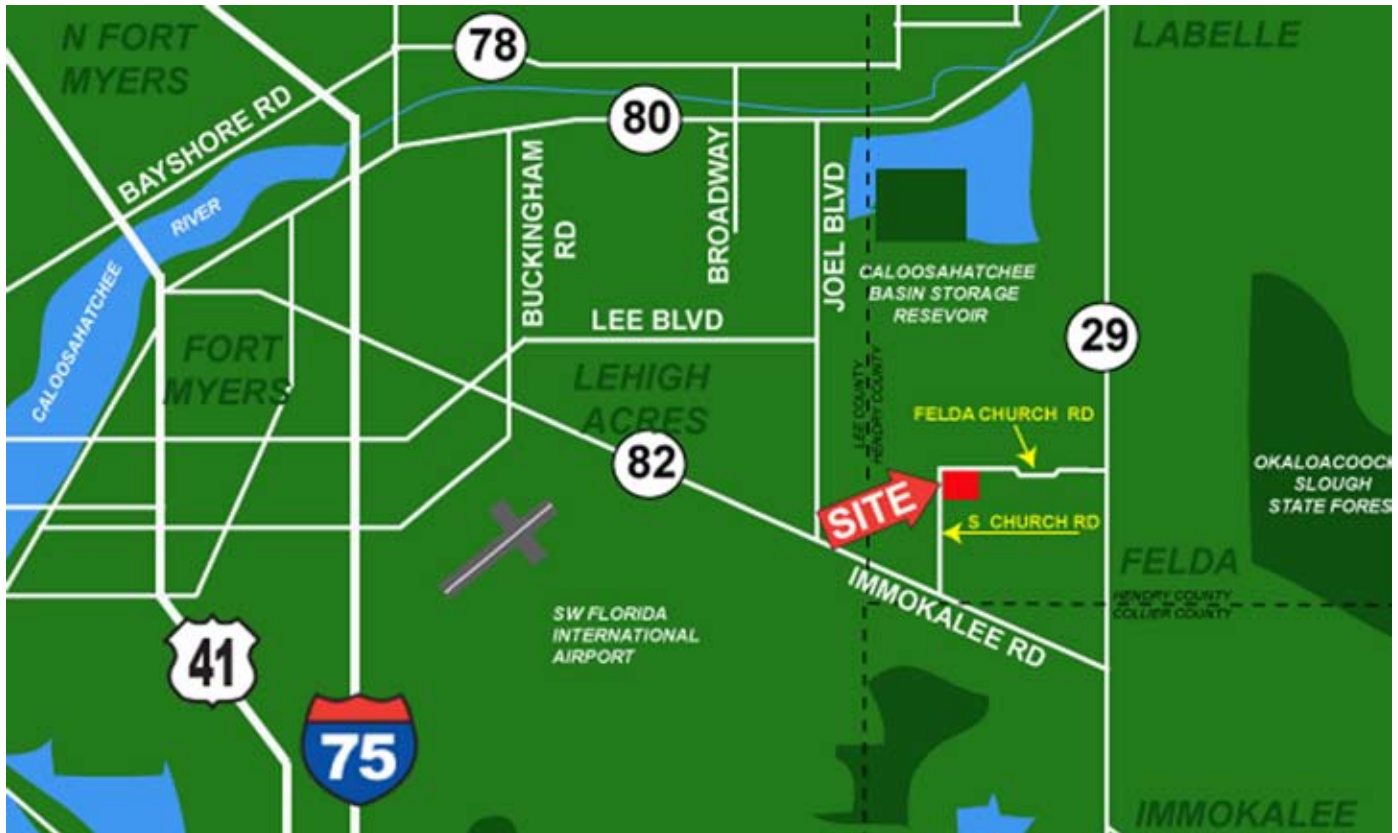 N FORT
MYERS
78
LABELLE
BAYSHORE RD
80
BUCKINGHAM
RD
BROADWAY
JOEL BLVD
RIVER
CALOOSAHATCHEE
CALOOSAHATCHEE
BASIN STORAGE
RESEVOIR
LEE BLVD
29
FORT
MYERS
LEHIGH
ACRES
LEE COUNTY
HENDRY COUNTY
FELDA CHURCH RD
82
OKALOACOOCH
SLOUGH
STATE FORES
SITE
S CHURCH RD
IMMOKALEE RD
FELDA
HENDRY COUNTY
COLLIER COUNTY
SW FLORIDA
INTERNATIONAL
AIRPORT
41
75
IMMOKALEE